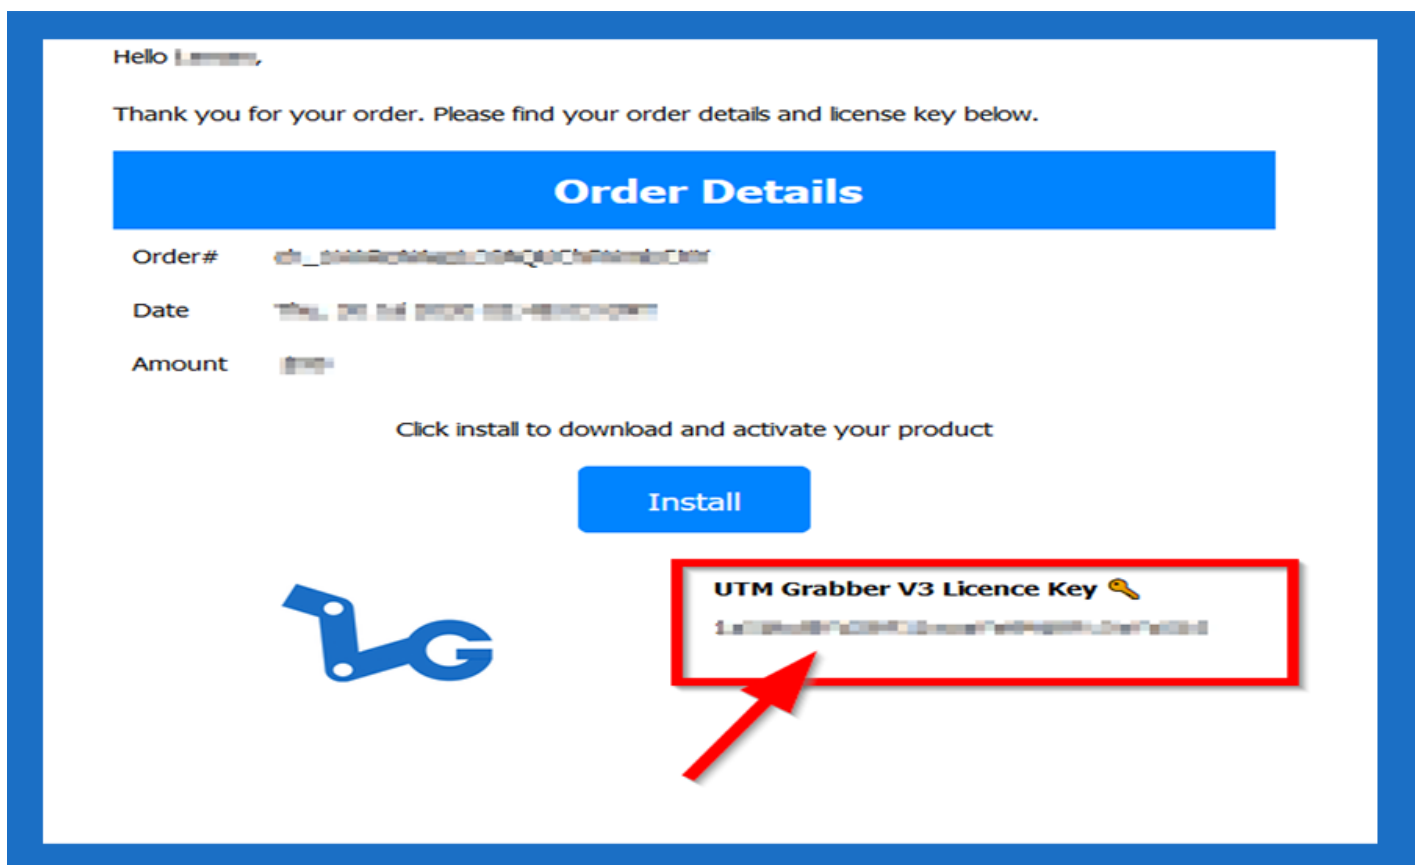 Hello
Thank you for your order. Please find your order details and license key below.
Order Details
Order#
Date
Amount
Click install to download and activate your product
Install
UTM Grabber V3 Licence Key
G